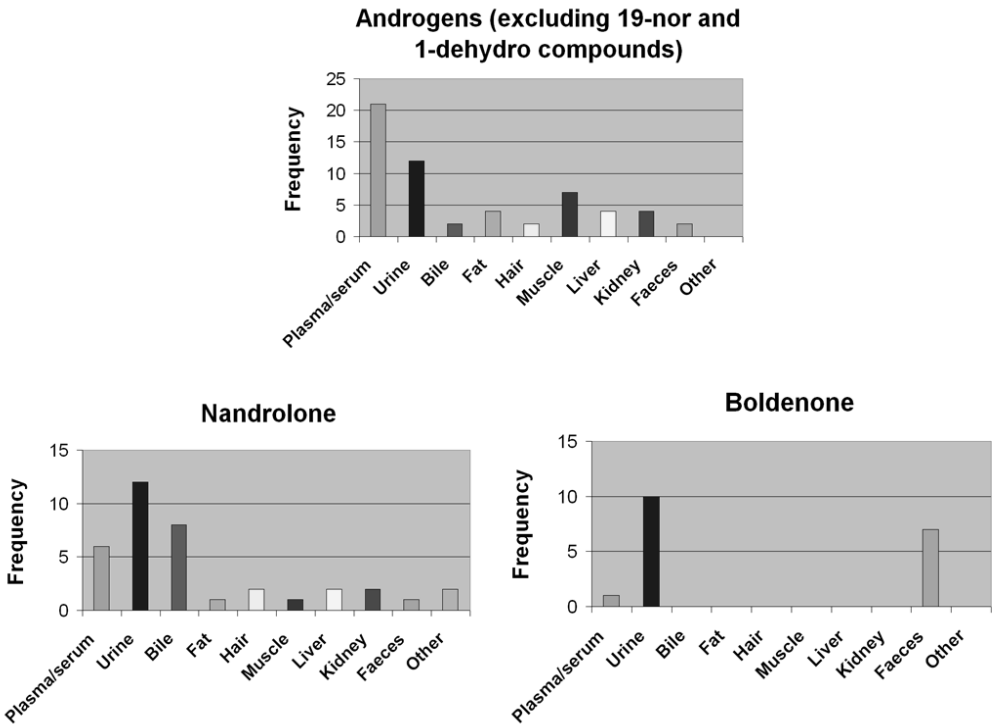 Androgens (excluding 19-nor and
1-dehydro compounds)
Frequency
25
20
15
10
5
0
Plasma/serum
Urine
Bile
Fat
Hair
Muscle
Liver
Kidney
Faeces
Other
Nandrolone
Frequency
15
10
5
0
Plasma/serum
Urine
Bile
Fat
Hair
Muscle
Liver
Kidney
Faeces
Other
Boldenone
Frequency
15
10
5
0
Plasma/serum
Urine
Bile
Fat
Hair
Muscle
Liver
Kidney
Faeces
Other